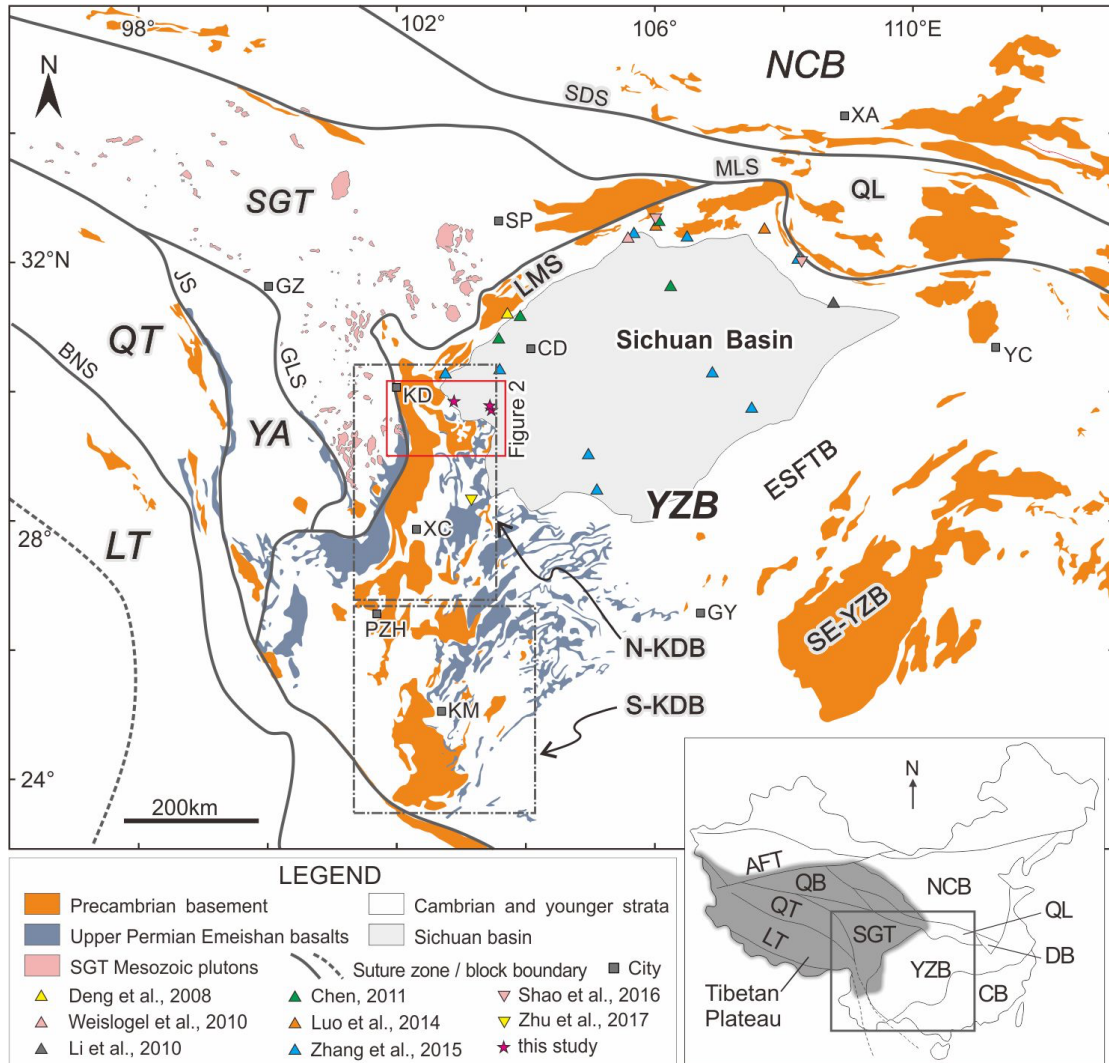 98°
102°
106°
110°E
N
NCB
SDS
XA
MLS
QL
SGT
SP
32°N
JS
GZ
LMS
QT
BNS
GLS
CD
Sichuan Basin
YC
KD
Figure 2
YA
ESFTB
YZB
28°
XC
LT
GY
SE-YZB
PZH
N-KDB
KM
S-KDB
24°
200km
LEGEND
Precambrian basement
Cambrian and younger strata
Upper Permian Emeishan basalts
Sichuan basin
SGT Mesozoic plutons
Suture zone / block boundary
City
Deng et al., 2008
Chen, 2011
Shao et al., 2016
Weislogel et al., 2010
Luo et al., 2014
Zhu et al., 2017
Li et al., 2010
Zhang et al., 2015
this study
N
AFT
QB
NCB
QT
QL
LT
SGT
DB
YZB
CB
Tibetan
Plateau